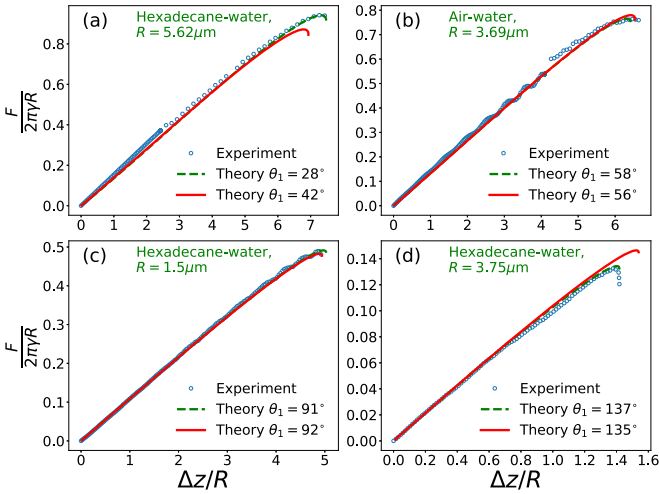 (a)
Hexadecane-water,
R = 5.62μm
F
2πγR
0.8
0.6
0.4
0.2
0.0
Experiment
Theory θ₁ = 28°
Theory θ₁ = 42°
0 1 2 3 4 5 6 7
(b)
Air-water,
R = 3.69μm
0.8
0.7
0.6
0.5
0.4
0.3
0.2
0.1
0.0
Experiment
Theory θ₁ = 58°
Theory θ₁ = 56°
0 1 2 3 4 5 6
(c)
Hexadecane-water,
R = 1.5μm
F
2πγR
0.5
0.4
0.3
0.2
0.1
0.0
Experiment
Theory θ₁ = 91°
Theory θ₁ = 92°
0 1 2 3 4 5
Δz/R
(d)
Hexadecane-water,
R = 3.75μm
0.14
0.12
0.10
0.08
0.06
0.04
0.02
0.00
Experiment
Theory θ₁ = 137°
Theory θ₁ = 135°
0.0 0.2 0.4 0.6 0.8 1.0 1.2 1.4 1.6
Δz/R